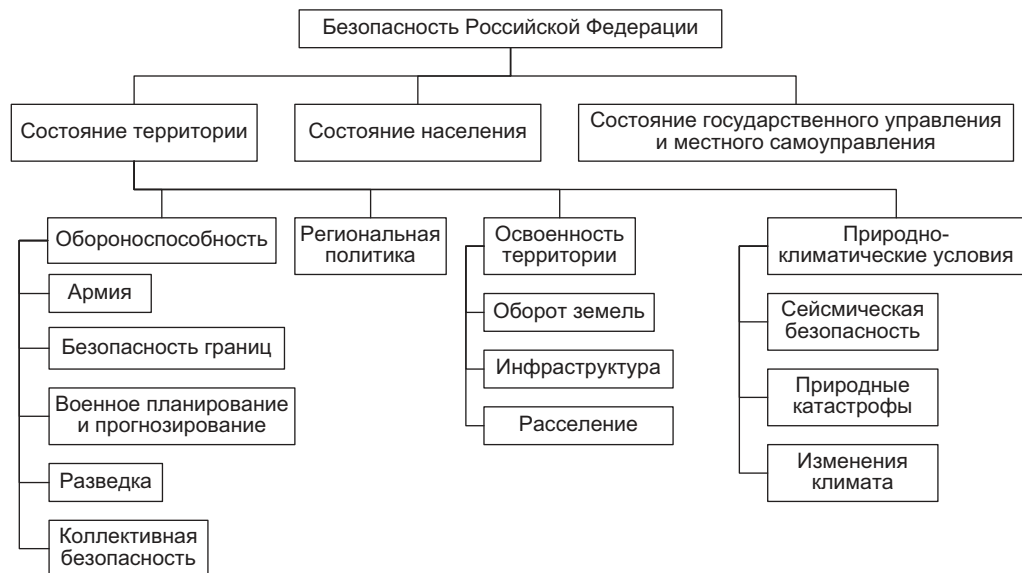 Безопасность Российской Федерации
Состояние территории
Состояние населения
Состояние государственного управления
и местного самоуправления
Обороноспособность
Армия
Безопасность границ
Военное планирование
и прогнозирование
Разведка
Коллективная
безопасность
Региональная
политика
Освоенность
территории
Оборот земель
Инфраструктура
Расселение
Природно-
климатические условия
Сейсмическая
безопасность
Природные
катастрофы
Изменения
климата